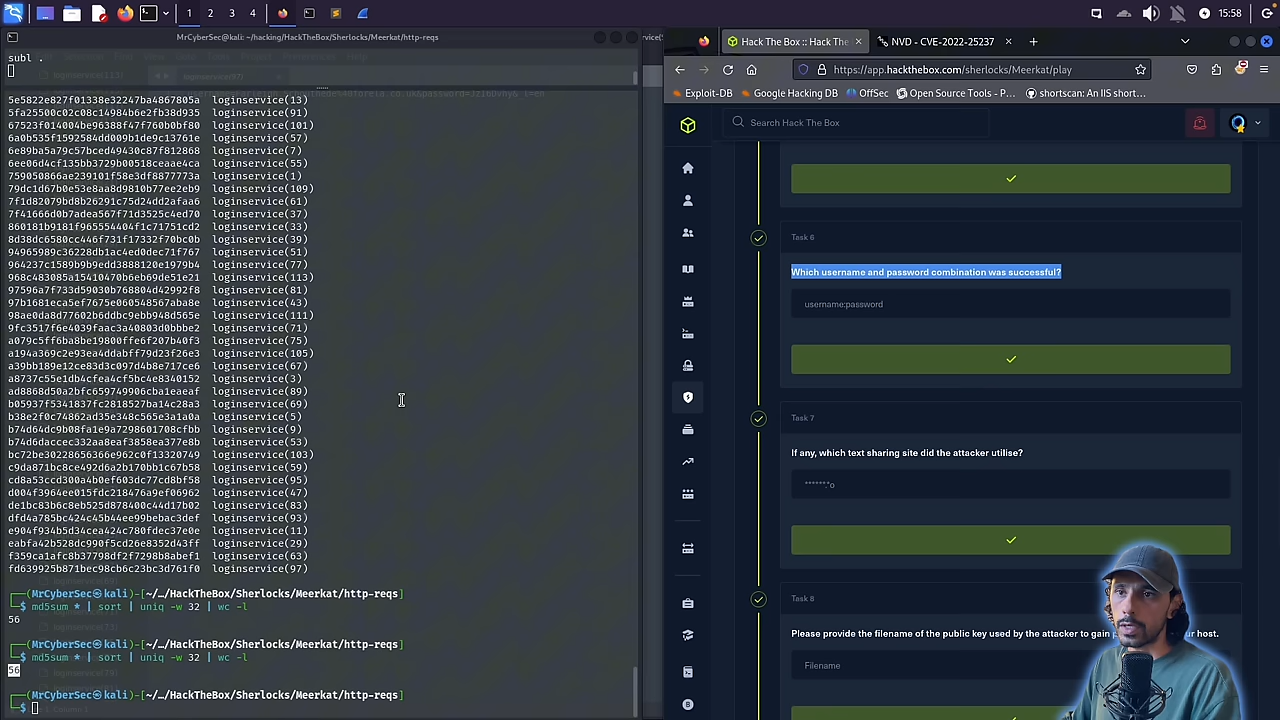 1 2 3 4
15:58
MrCyberSec@kali: ~/hacking/HackTheBox/Sherlocks/Meerkat/http-reqs
subl .
5e5822e827f01338e32247ba4867805a loginservice(13)
5fa22500c02c08c14984b6e2fb38d935 loginservice(91)
67523f014004be96388f47f760b0bf80 loginservice(101)
6a0b535f1592584dd009b1de9c13761e loginservice(57)
6e89ba5a79c57bced49430c87f812868 loginservice(7)
6ee06d4cf135bb3729b00518ceaae4ca loginservice(55)
759050866ae239101f58e3df8877773a loginservice(1)
79dc1d67b0e53e8aa8d9810b77ee2eb9 loginservice(109)
7f1d82079bd8b26291c75d24dd2afaa6 loginservice(61)
7f41666d0b7adea567f71d3525c4ed70 loginservice(37)
860181b9181f965554404f1c71751cd2 loginservice(33)
8d38dc6580cc446f731f17332f70bc0b loginservice(39)
94965989c36228db1ac4ed0dec71f767 loginservice(51)
964237c1589b9b9edd3888120e1979b4 loginservice(77)
968c483085a15410470b6eb69de51e21 loginservice(113)
97596a7f733d59030b768804d42992f8 loginservice(81)
97b1681eca5ef7675e060548567aba8e loginservice(43)
98ae0da8d77602b6ddbc9ebb948d565e loginservice(111)
9fc3517f6e4039faac3a40803d0bbbe2 loginservice(71)
a079c5ff6ba8be19800ffe6f207b40f3 loginservice(75)
a194a369c2e93ea4ddabff79d23f26e3 loginservice(105)
a39bb189e12ce83d3c097d4b8e717ce6 loginservice(67)
a8737c55e1db4cfea4cf5bc4e8340152 loginservice(3)
ad8868d50a2bfc659749906cba1eaeaf loginservice(89)
b05937f5341837fc2818527ba14c28a3 loginservice(69)
b38e2f0c74862ad35e348c565e3a1a0a loginservice(5)
b74d64dc5908fa1e9a7298601708cfbb loginservice(9)
b74d6daccec332aa8eaf3858ea377e8b loginservice(53)
bc72be30228656366e962c0f13320749 loginservice(103)
c9da871bc8ce492d6a2b170bb1c67b58 loginservice(59)
cd8a53ccd300a4b0ef603dc77cd8bf58 loginservice(95)
d004f3964ee015fdc218476a9ef06962 loginservice(47)
de1bc83b6c8eb525d878400c44d17b02 loginservice(83)
dfd4a785bc424c45b44ee99bebac3def loginservice(93)
e904f934b5d34cea424c780fdec37e0e loginservice(11)
eabfa42b528dc990f5cd26e8352d43ff loginservice(29)
f359ca1afc8b37798df2f7298b8abef1 loginservice(63)
fd639925b871bec98cb6c23bc3d761f0 loginservice(97)
(MrCyberSec㉿kali)-[~/…/HackTheBox/Sherlocks/Meerkat/http-reqs]
$ md5sum * | sort | uniq -w 32 | wc -l
56
(MrCyberSec㉿kali)-[~/…/HackTheBox/Sherlocks/Meerkat/http-reqs]
$ md5sum * | sort | uniq -w 32 | wc -l
56
(MrCyberSec㉿kali)-[~/…/HackTheBox/Sherlocks/Meerkat/http-reqs]
$
Hack The Box :: Hack The
NVD - CVE-2022-25237
https://app.hackthebox.com/sherlocks/Meerkat/play
Exploit-DB
Google Hacking DB
OffSec
Open Source Tools - P…
shortscan: An IIS short…
Search Hack The Box
Task 6
Which username and password combination was successful?
username:password
Task 7
If any, which text sharing site did the attacker utilise?
******.*o
Task 8
Please provide the filename of the public key used by the attacker to gain ur host.
Filename